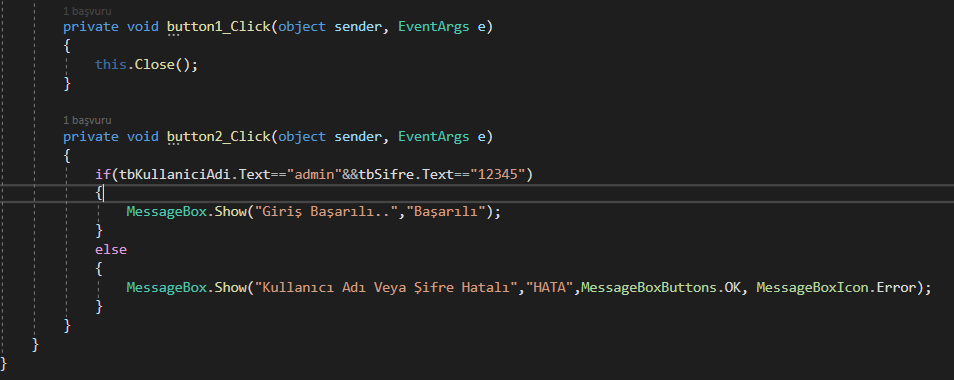 1 başvuru
private void button1_Click(object sender, EventArgs e)
{
this.Close();
}
1 başvuru
private void button2_Click(object sender, EventArgs e)
{
if(tbKullaniciAdi.Text=="admin"&&tbSifre.Text=="12345")
{
MessageBox.Show("Giriş Başarılı..","Başarılı");
}
else
{
MessageBox.Show("Kullanıcı Adı Veya Şifre Hatalı","HATA",MessageBoxButtons.OK, MessageBoxIcon.Error);
}
}
}
}